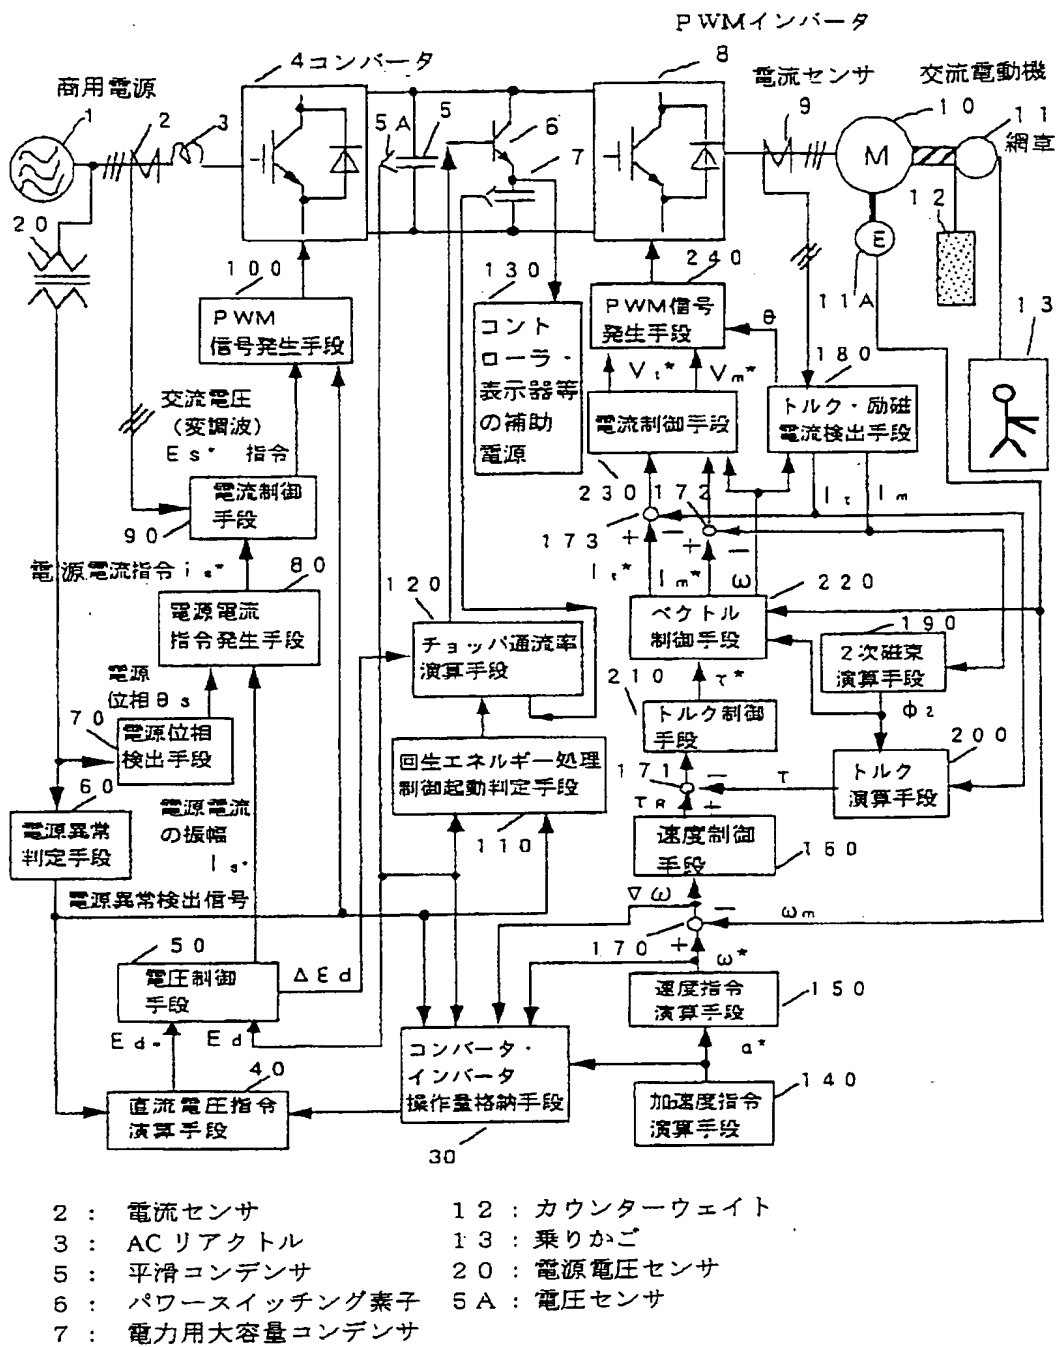 PWMインバータ
4コンバータ
8
商用電源
電流センサ
交流電動機
1
2
3
5A
5
6
7
9
10
11
綱車
M
E
20
12
11A
13
100
130
240
PWM
信号発生手段
コント
ローラ・
表示器等
の補助
電源
PWM信号
発生手段
θ
180
交流電圧
(変調波)
Es* 指令
Vt*
Vm*
電流制御手段
トルク・励磁
電流検出手段
電流制御
手段
90
230
172
It
Im
173
+
−
+
−
電源電流指令is*
80
120
It*
Im*
ω
220
電源電流
指令発生手段
チョッパ通流率
演算手段
ベクトル
制御手段
190
2次磁束
演算手段
電源
位相θs
210
τ*
φ2
70
電源位相
検出手段
トルク制御
手段
200
回生エネルギー処理
制御起動判定手段
171
−
τ
トルク
演算手段
60
電源電流
の振幅
Is*
τR
+
電源異常
判定手段
110
速度制御
手段
160
電源異常検出信号
∇ω
−
ωm
170
+
ω*
50
電圧制御
手段
ΔEd
速度指令
演算手段
150
Ed*
Ed
コンバータ・
インバータ
操作量格納手段
a*
40
直流電圧指令
演算手段
140
加速度指令
演算手段
30
2 : 電流センサ
3 : ACリアクトル
5 : 平滑コンデンサ
6 : パワースイッチング素子
7 : 電力用大容量コンデンサ
12 : カウンターウェイト
13 : 乗りかご
20 : 電源電圧センサ
5A : 電圧センサ